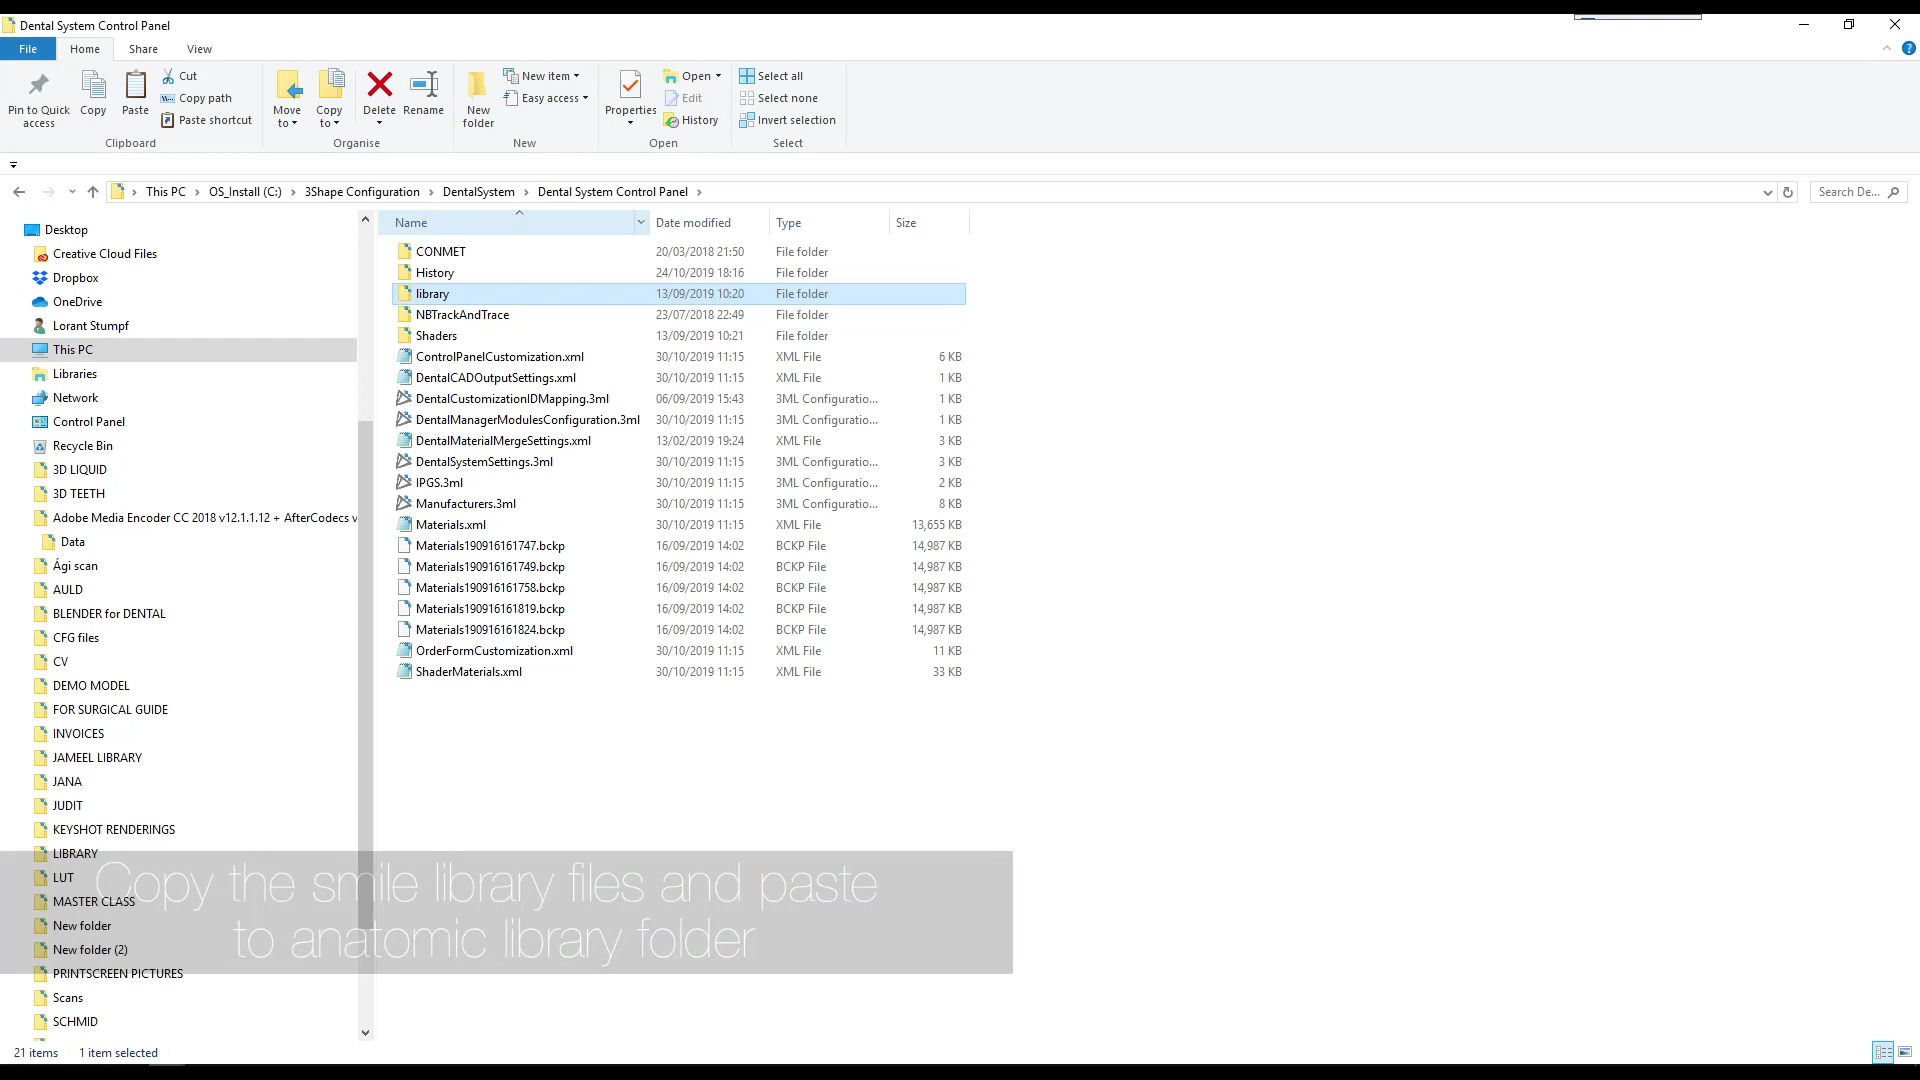 Dental System Control Panel
File Home Share View
Pin to Quick access
Copy
Paste
Cut
Copy path
Paste shortcut
Clipboard
Move to
Copy to
Delete
Rename
Organise
New folder
New item
Easy access
New
Properties
Open
Edit
History
Open
Select all
Select none
Invert selection
Select
This PC > OS_Install (C:) > 3Shape Configuration > DentalSystem > Dental System Control Panel >
Search De...
Desktop
Creative Cloud Files
Dropbox
OneDrive
Lorant Stumpf
This PC
Libraries
Network
Control Panel
Recycle Bin
3D LIQUID
3D TEETH
Adobe Media Encoder CC 2018 v12.1.1.12 + AfterCodecs v
Data
Ági scan
AULD
BLENDER for DENTAL
CFG files
CV
DEMO MODEL
FOR SURGICAL GUIDE
INVOICES
JAMEEL LIBRARY
JANA
JUDIT
KEYSHOT RENDERINGS
LIBRARY
LUT
MASTER CLASS
New folder
New folder (2)
PRINTSCREEN PICTURES
Scans
SCHMID
Name Date modified Type Size
CONMET 20/03/2018 21:50 File folder
History 24/10/2019 18:16 File folder
library 13/09/2019 10:20 File folder
NBTrackAndTrace 23/07/2018 22:49 File folder
Shaders 13/09/2019 10:21 File folder
ControlPanelCustomization.xml 30/10/2019 11:15 XML File 6 KB
DentalCADOutputSettings.xml 30/10/2019 11:15 XML File 1 KB
DentalCustomizationIDMapping.3ml 06/09/2019 15:43 3ML Configuratio... 1 KB
DentalManagerModulesConfiguration.3ml 30/10/2019 11:15 3ML Configuratio... 1 KB
DentalMaterialMergeSettings.xml 13/02/2019 19:24 XML File 3 KB
DentalSystemSettings.3ml 30/10/2019 11:15 3ML Configuratio... 3 KB
IPGS.3ml 30/10/2019 11:15 3ML Configuratio... 2 KB
Manufacturers.3ml 30/10/2019 11:15 3ML Configuratio... 8 KB
Materials.xml 30/10/2019 11:15 XML File 13,655 KB
Materials190916161747.bckp 16/09/2019 14:02 BCKP File 14,987 KB
Materials190916161749.bckp 16/09/2019 14:02 BCKP File 14,987 KB
Materials190916161758.bckp 16/09/2019 14:02 BCKP File 14,987 KB
Materials190916161819.bckp 16/09/2019 14:02 BCKP File 14,987 KB
Materials190916161824.bckp 16/09/2019 14:02 BCKP File 14,987 KB
OrderFormCustomization.xml 30/10/2019 11:15 XML File 11 KB
ShaderMaterials.xml 30/10/2019 11:15 XML File 33 KB
Copy the smile library files and paste
to anatomic library folder
21 items 1 item selected